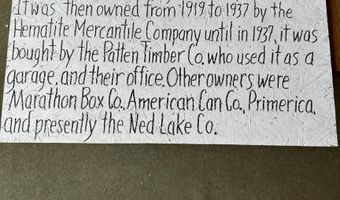 It was then owned from 1919 to 1937 by the
Hematite Mercantile Company until in 1937, it was
bought by the Patten Timber Co. who used it as a
garage, and their office. Other owners were
Marathon Box Co., American Can Co., Primerica,
and presently the Ned Lake Co.